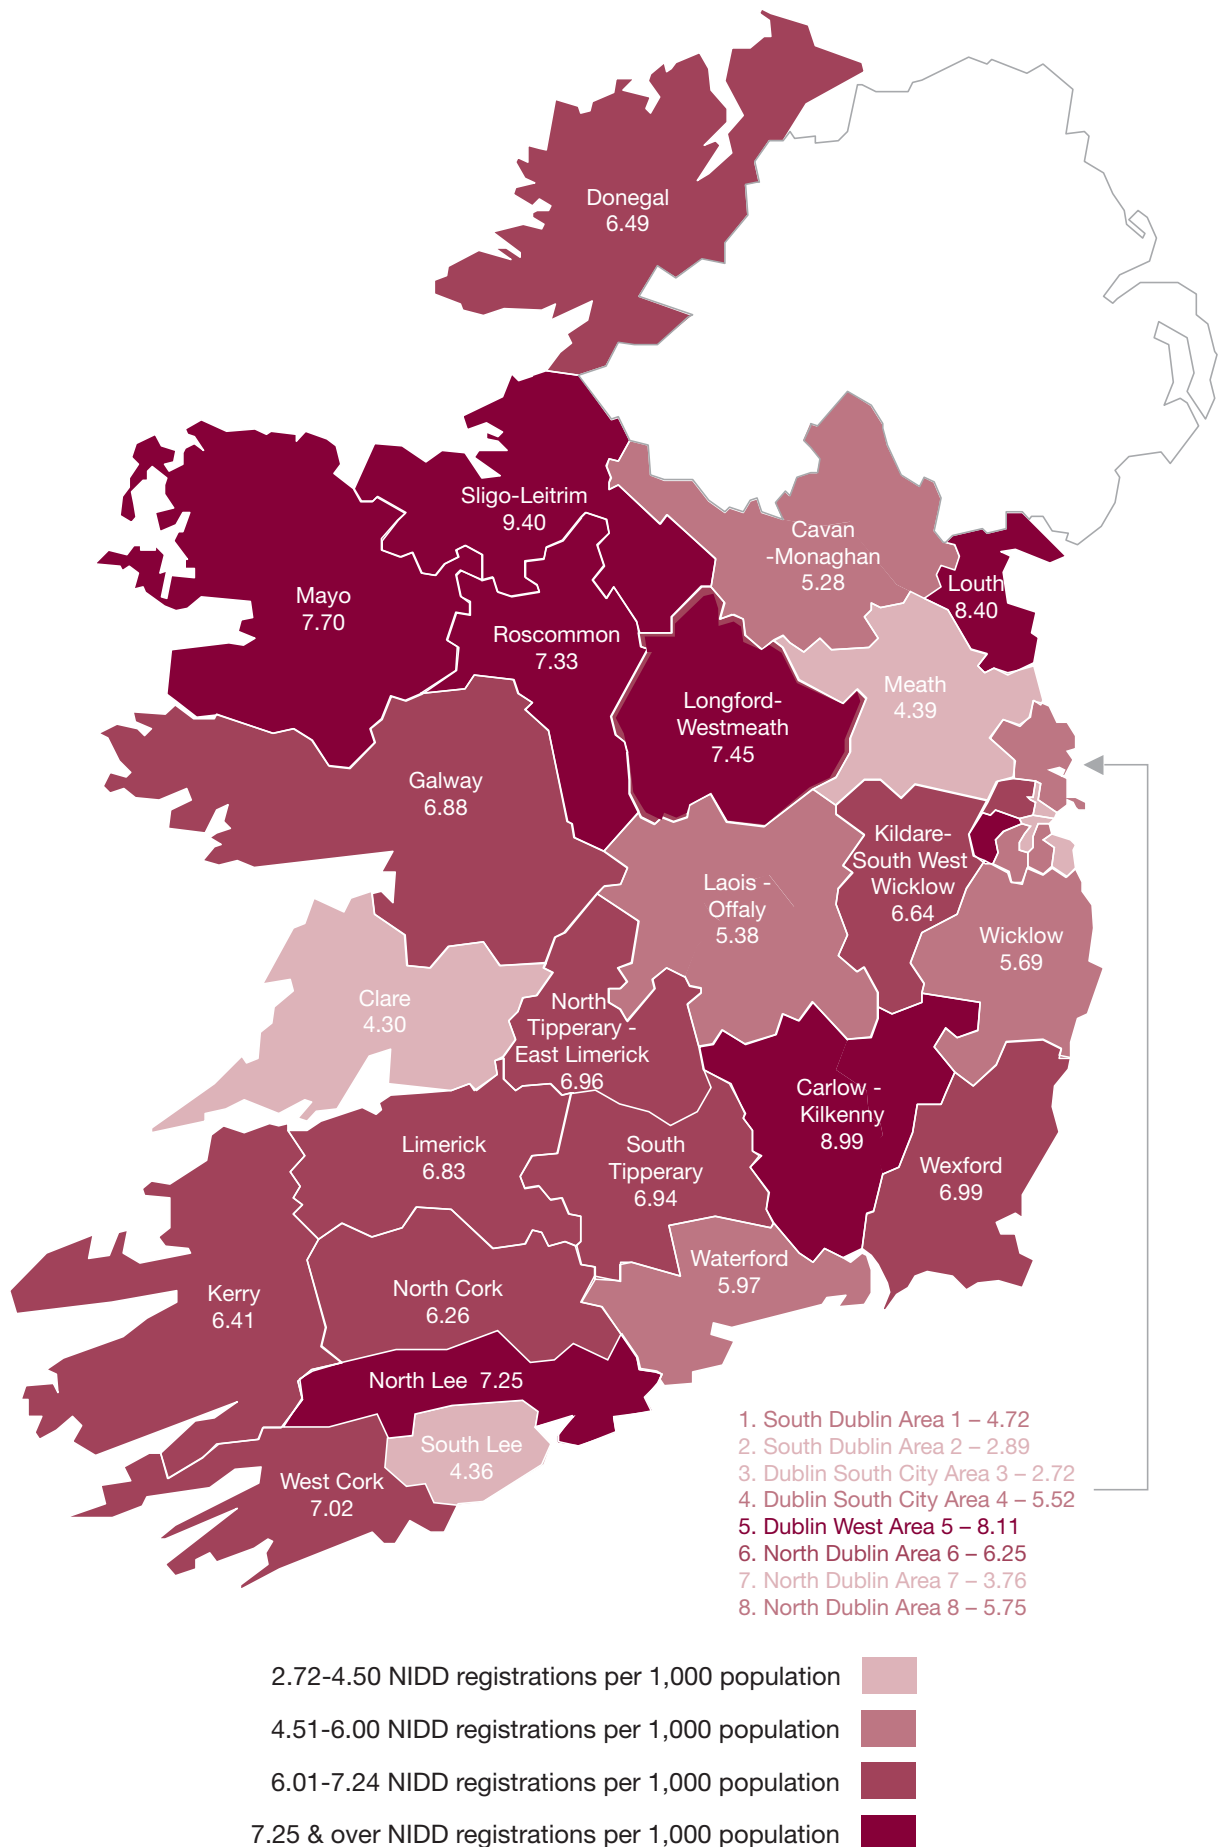 Donegal
6.49
Sligo-Leitrim
9.40
Cavan
-Monaghan
5.28
Louth
8.40
Mayo
7.70
Roscommon
7.33
Meath
4.39
Longford-
Westmeath
7.45
Galway
6.88
Kildare-
South West
Wicklow
6.64
Laois -
Offaly
5.38
Wicklow
5.69
Clare
4.30
North
Tipperary -
East Limerick
6.96
Carlow -
Kilkenny
8.99
Limerick
6.83
South
Tipperary
6.94
Wexford
6.99
Waterford
5.97
Kerry
6.41
North Cork
6.26
North Lee 7.25
South Lee
4.36
West Cork
7.02
1. South Dublin Area 1 – 4.72
2. South Dublin Area 2 – 2.89
3. Dublin South City Area 3 – 2.72
4. Dublin South City Area 4 – 5.52
5. Dublin West Area 5 – 8.11
6. North Dublin Area 6 – 6.25
7. North Dublin Area 7 – 3.76
8. North Dublin Area 8 – 5.75
2.72-4.50 NIDD registrations per 1,000 population
4.51-6.00 NIDD registrations per 1,000 population
6.01-7.24 NIDD registrations per 1,000 population
7.25 & over NIDD registrations per 1,000 population